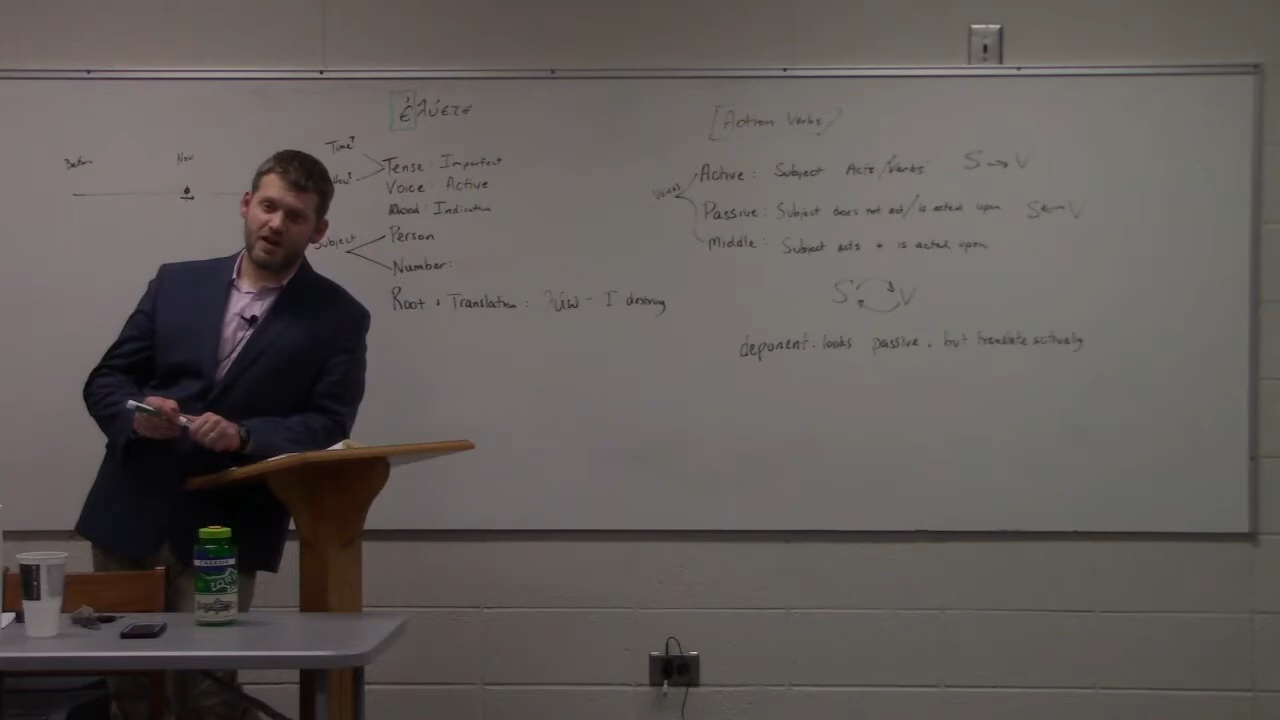 ἐλύετε
Time?
Before
Now
Tense: Imperfect
How?
Voice: Active
Mood: Indicative
Subject
Person
Number:
Root + Translation: λύω - I destroy
[Action Verbs]
Voices
Active: Subject Acts/Verbs S → V
Passive: Subject does not act/is acted upon S ← V
Middle: Subject acts + is acted upon
S V
deponent: looks passive, but translate actively